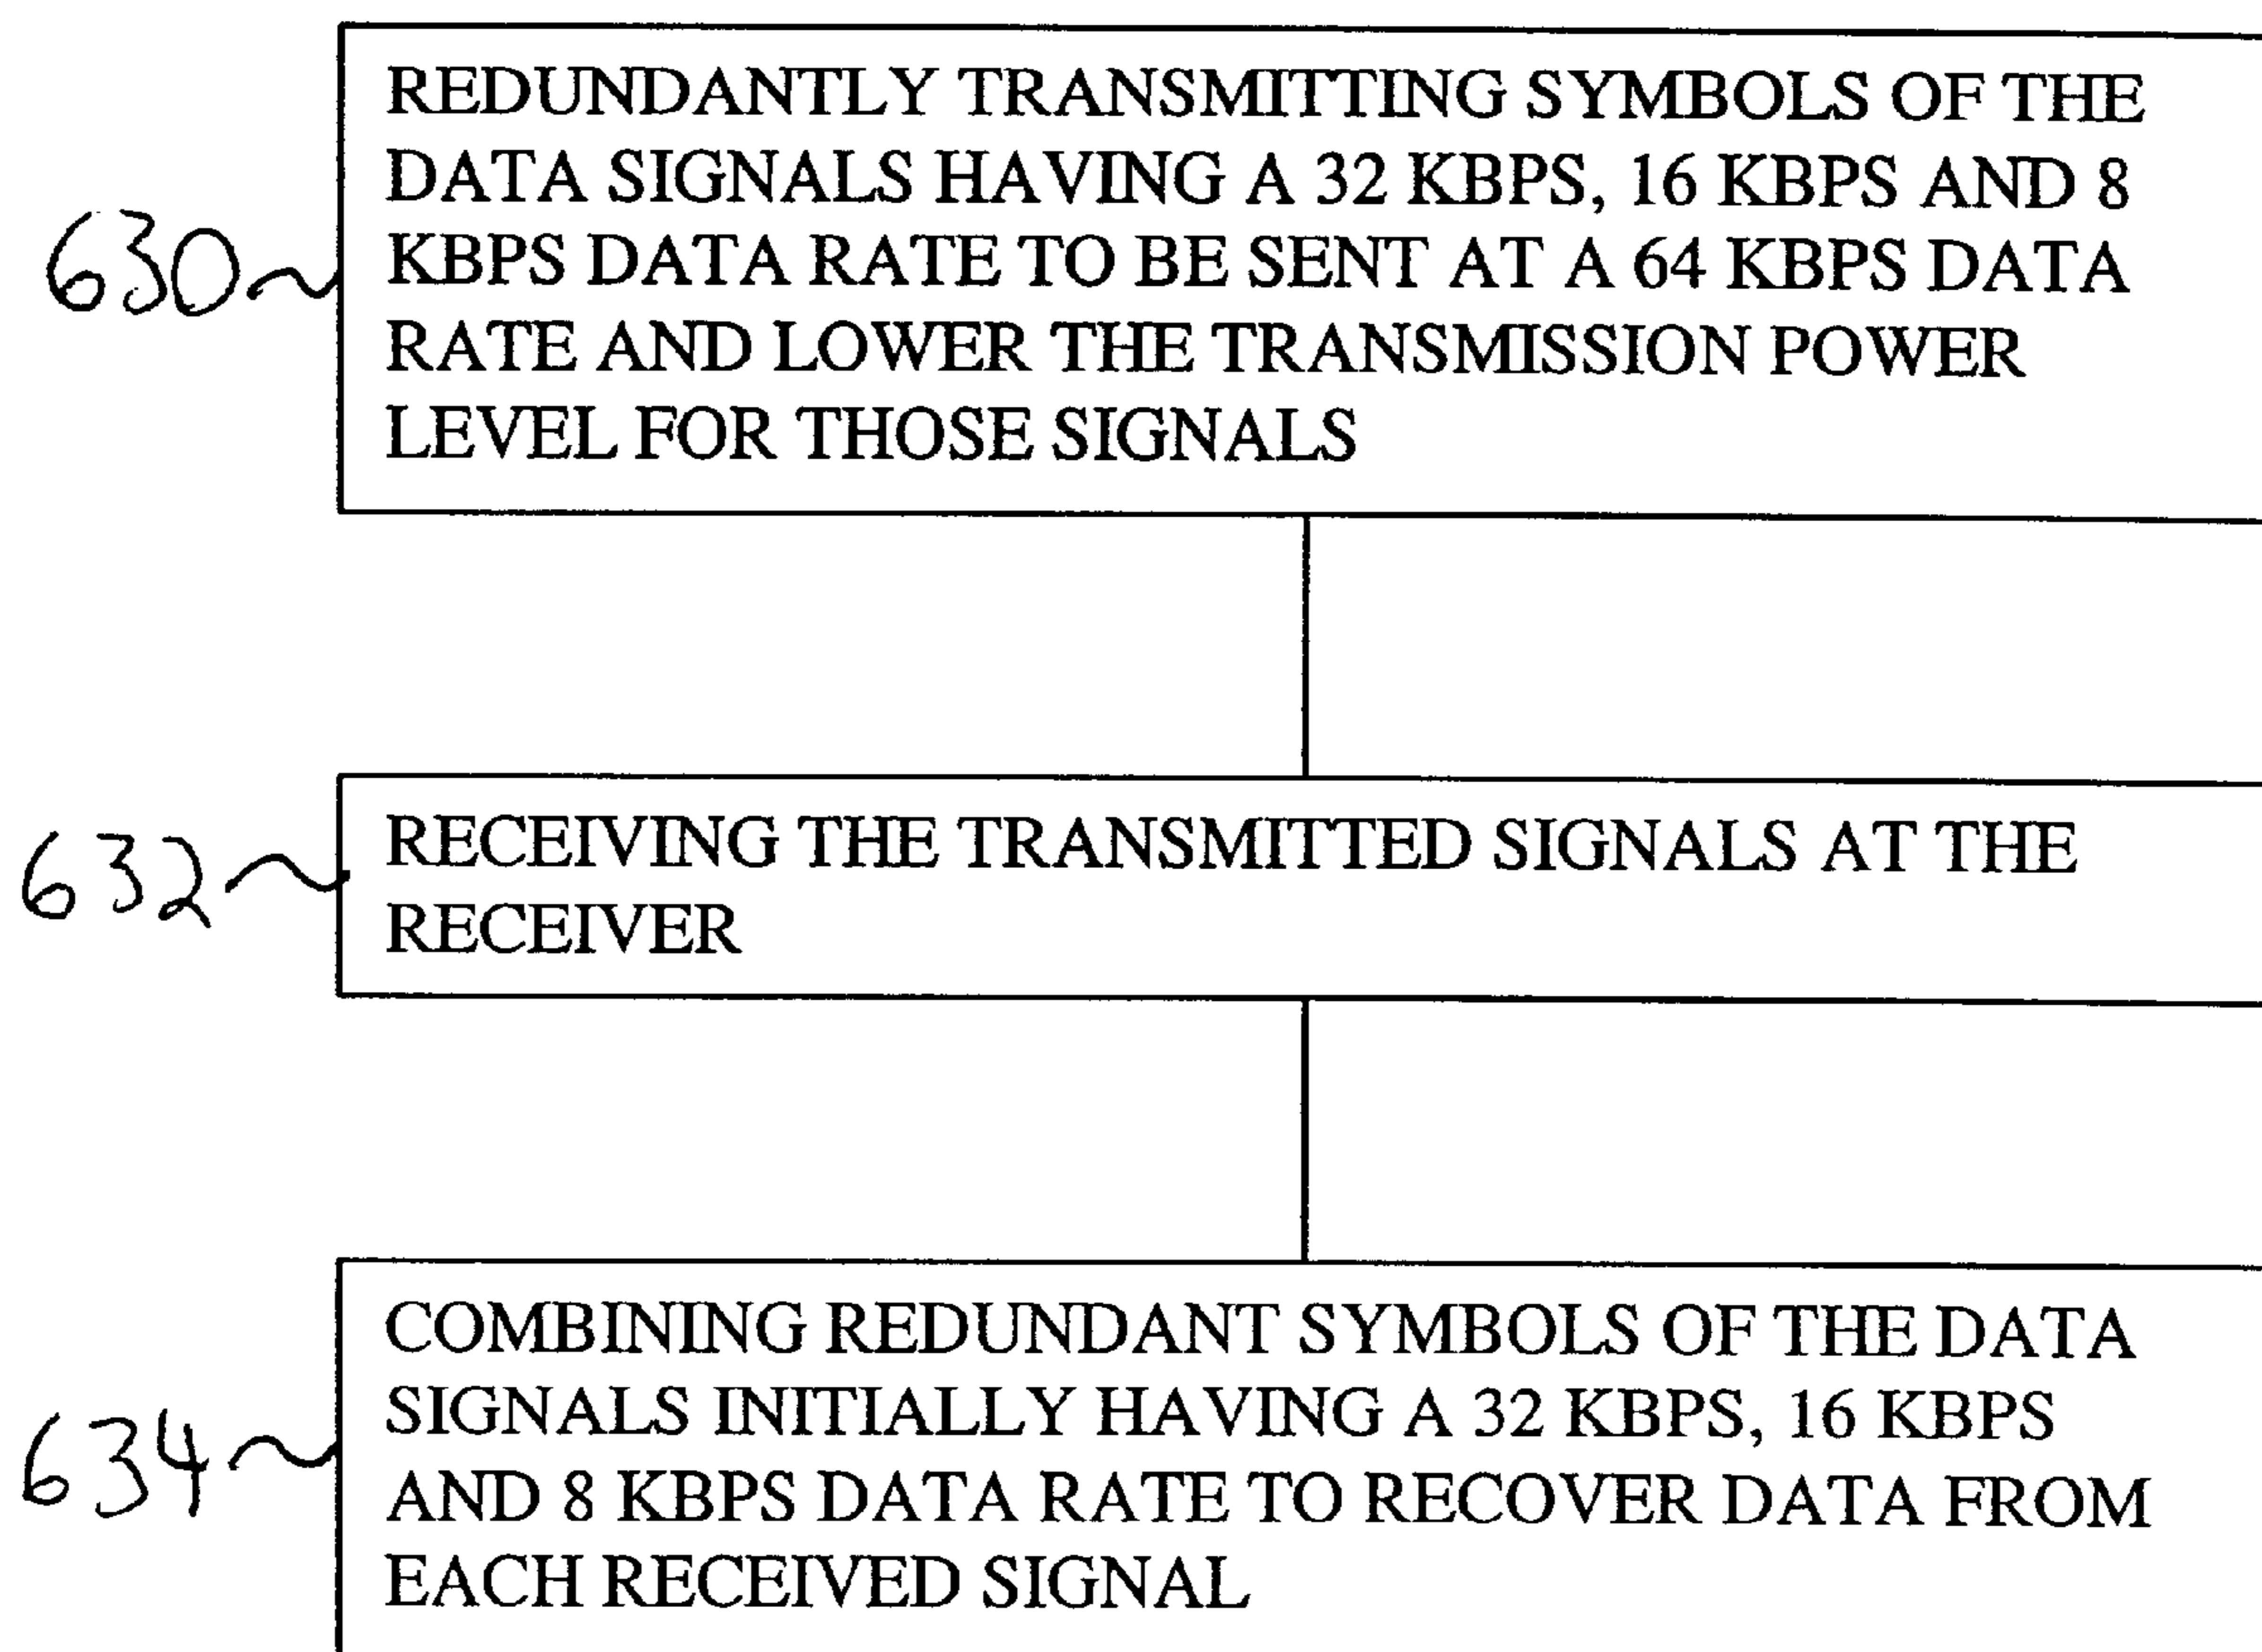 REDUNDANTLY TRANSMITTING SYMBOLS OF THE
DATA SIGNALS HAVING A 32 KBPS, 16 KBPS AND 8
KBPS DATA RATE TO BE SENT AT A 64 KBPS DATA
RATE AND LOWER THE TRANSMISSION POWER
LEVEL FOR THOSE SIGNALS
630
RECEIVING THE TRANSMITTED SIGNALS AT THE
RECEIVER
632
COMBINING REDUNDANT SYMBOLS OF THE DATA
SIGNALS INITIALLY HAVING A 32 KBPS, 16 KBPS
AND 8 KBPS DATA RATE TO RECOVER DATA FROM
EACH RECEIVED SIGNAL
634